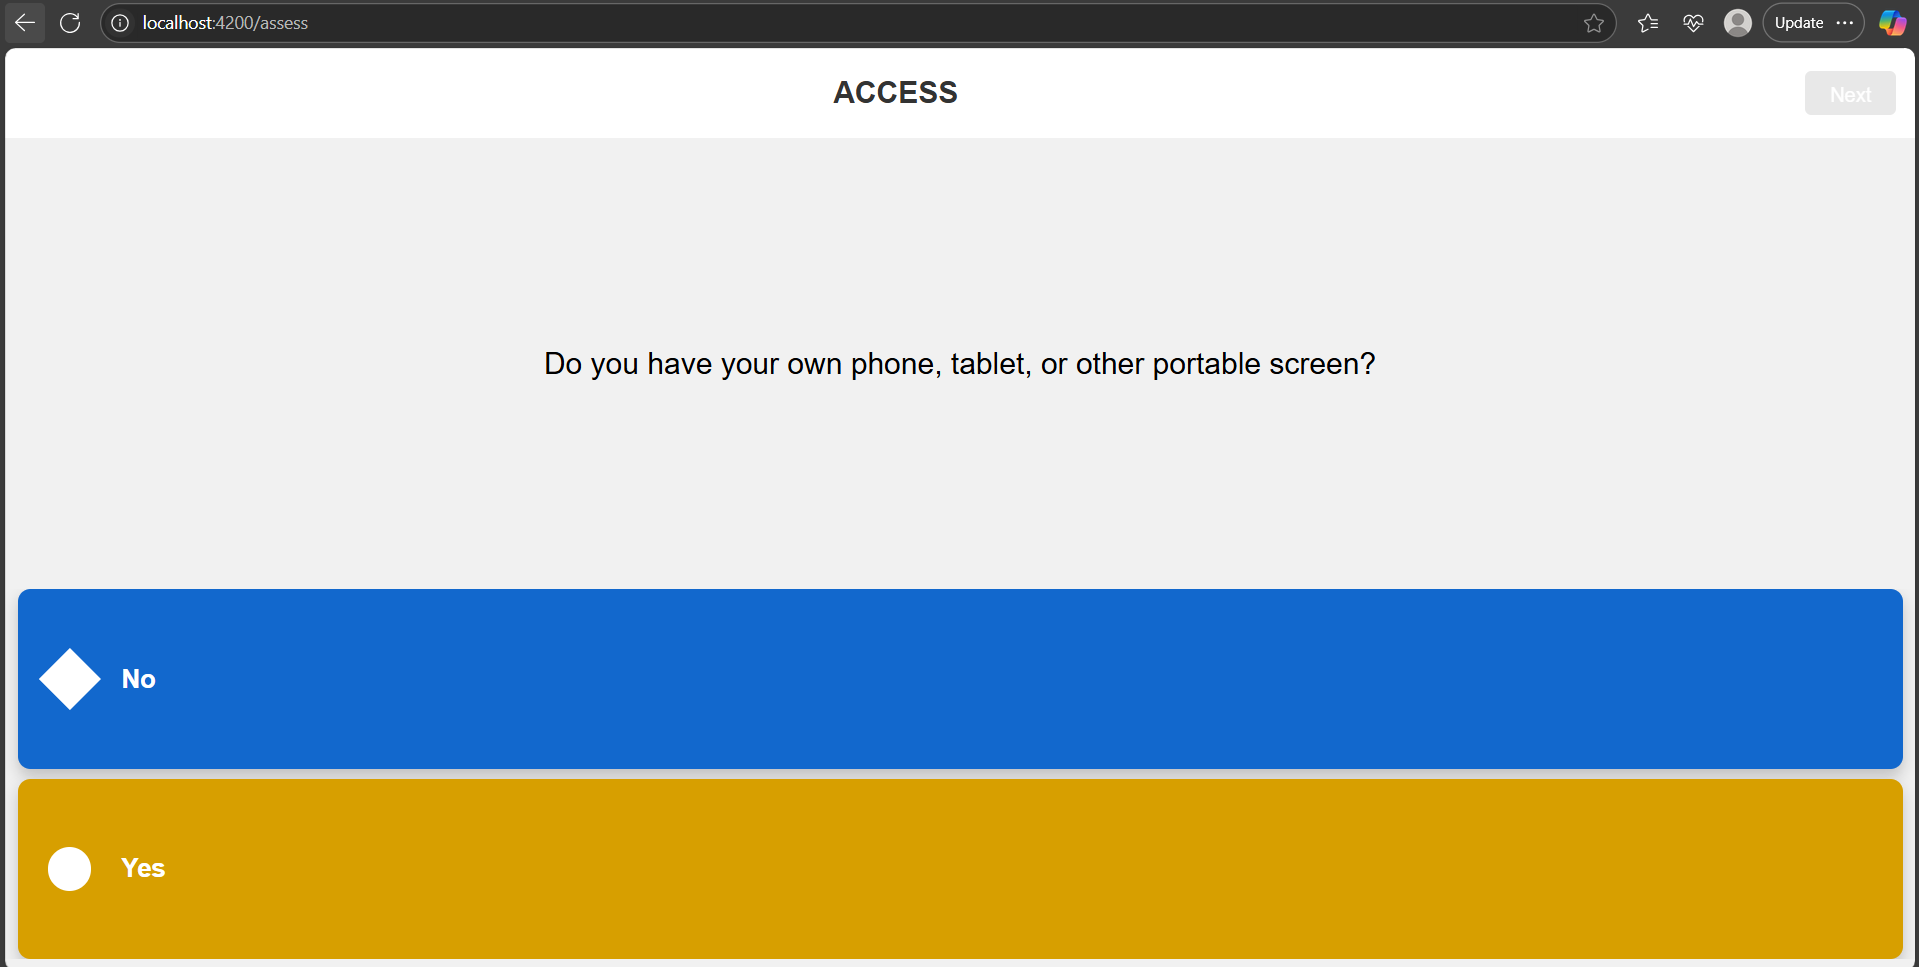 localhost:4200/assess
Update
ACCESS
Next
Do you have your own phone, tablet, or other portable screen?
No
Yes